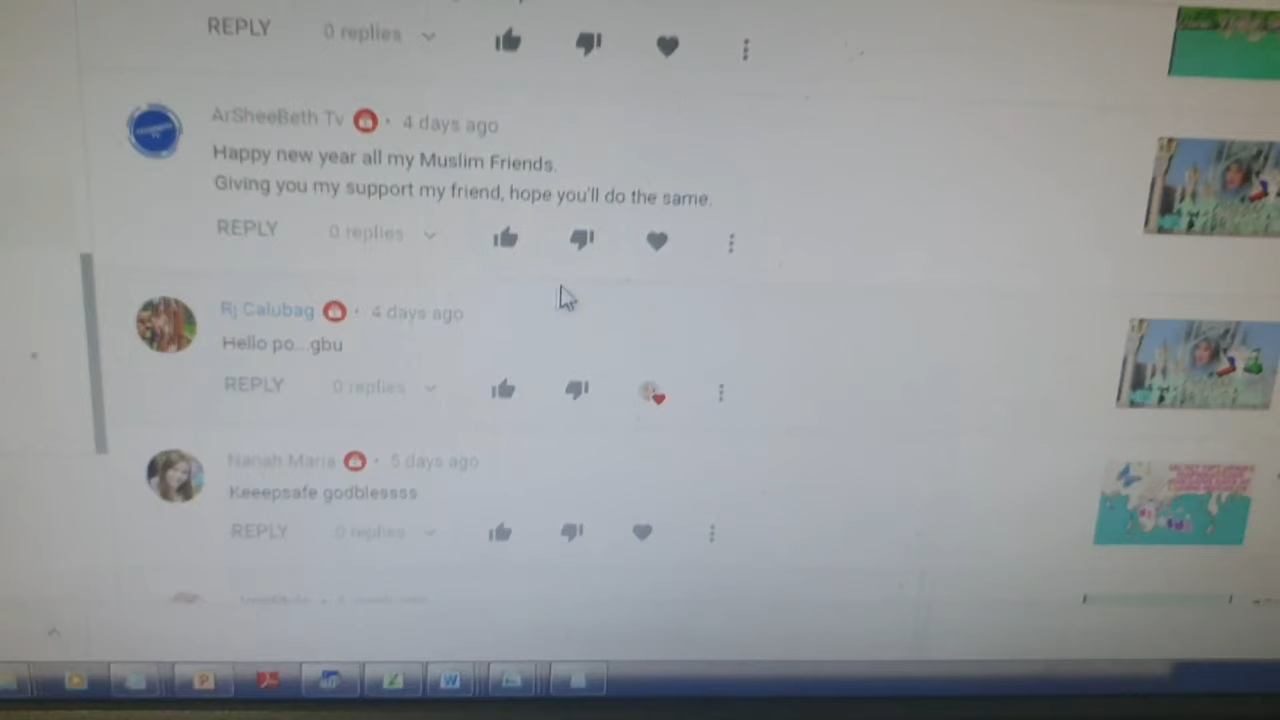 REPLY 0 replies
ArSheeBeth Tv · 4 days ago
Happy new year all my Muslim Friends.
Giving you my support my friend, hope you'll do the same.
REPLY 0 replies
Rj Calubag · 4 days ago
Hello po...gbu
REPLY 0 replies
Nanah Maria · 5 days ago
Keeepsafe godblessss
REPLY 0 replies